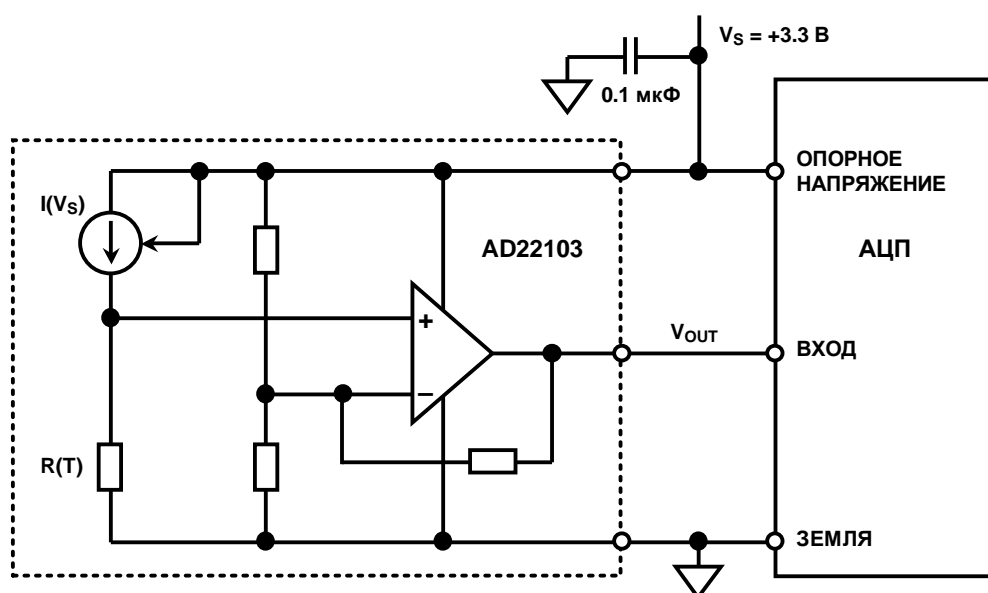 V_S = +3.3 В
0.1 мкФ
ОПОРНОЕ
НАПРЯЖЕНИЕ
I(V_S)
AD22103
АЦП
+
V_OUT
ВХОД
–
R(T)
ЗЕМЛЯ